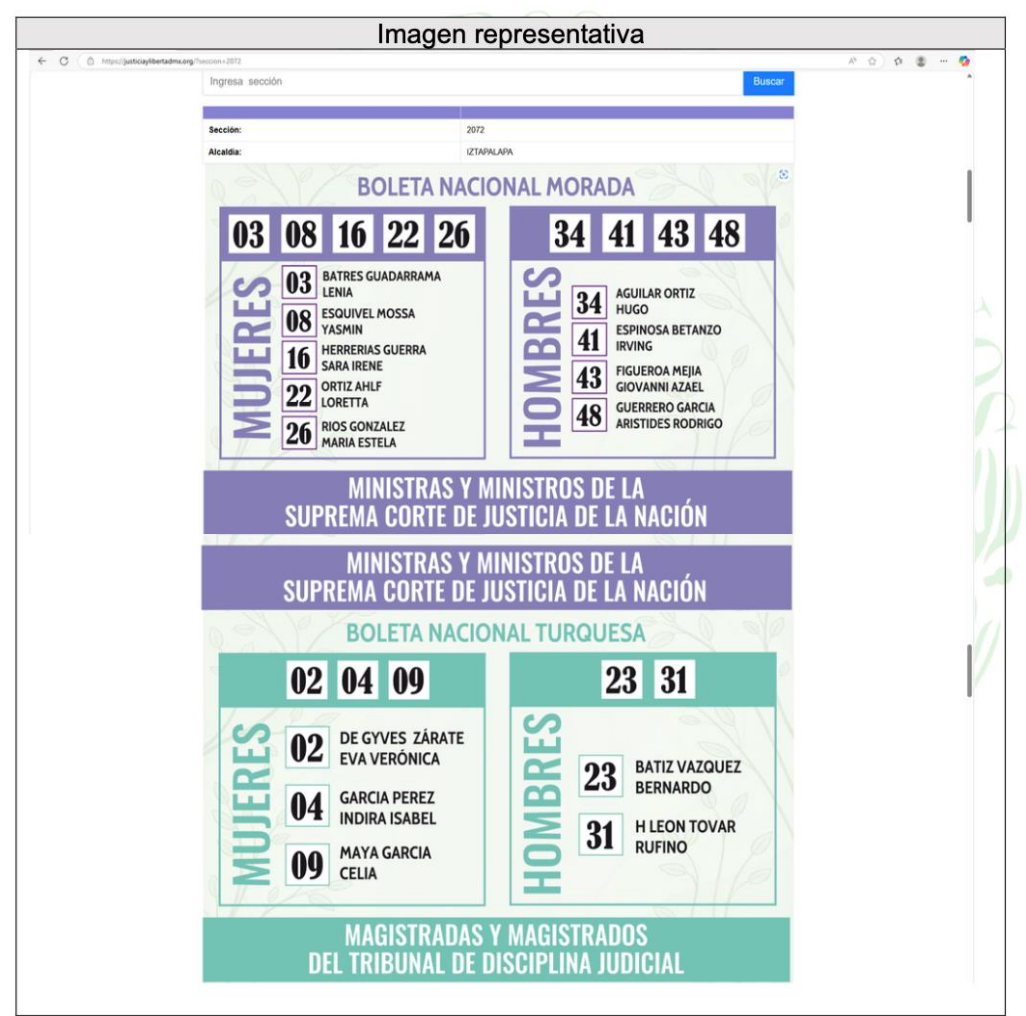 Imagen representativa
https://justiciaylibertadmx.org/?seccion=2072
Ingresa sección
Buscar
Sección:
2072
Alcaldía:
IZTAPALAPA
BOLETA NACIONAL MORADA
03 08 16 22 26
MUJERES
03 BATRES GUADARRAMA
LENIA
08 ESQUIVEL MOSSA
YASMIN
16 HERRERIAS GUERRA
SARA IRENE
22 ORTIZ AHLF
LORETTA
26 RIOS GONZALEZ
MARIA ESTELA
34 41 43 48
HOMBRES
34 AGUILAR ORTIZ
HUGO
41 ESPINOSA BETANZO
IRVING
43 FIGUEROA MEJIA
GIOVANNI AZAEL
48 GUERRERO GARCIA
ARISTIDES RODRIGO
MINISTRAS Y MINISTROS DE LA
SUPREMA CORTE DE JUSTICIA DE LA NACIÓN
MINISTRAS Y MINISTROS DE LA
SUPREMA CORTE DE JUSTICIA DE LA NACIÓN
BOLETA NACIONAL TURQUESA
02 04 09
MUJERES
02 DE GYVES ZÁRATE
EVA VERÓNICA
04 GARCIA PEREZ
INDIRA ISABEL
09 MAYA GARCIA
CELIA
23 31
HOMBRES
23 BATIZ VAZQUEZ
BERNARDO
31 H LEON TOVAR
RUFINO
MAGISTRADAS Y MAGISTRADOS
DEL TRIBUNAL DE DISCIPLINA JUDICIAL